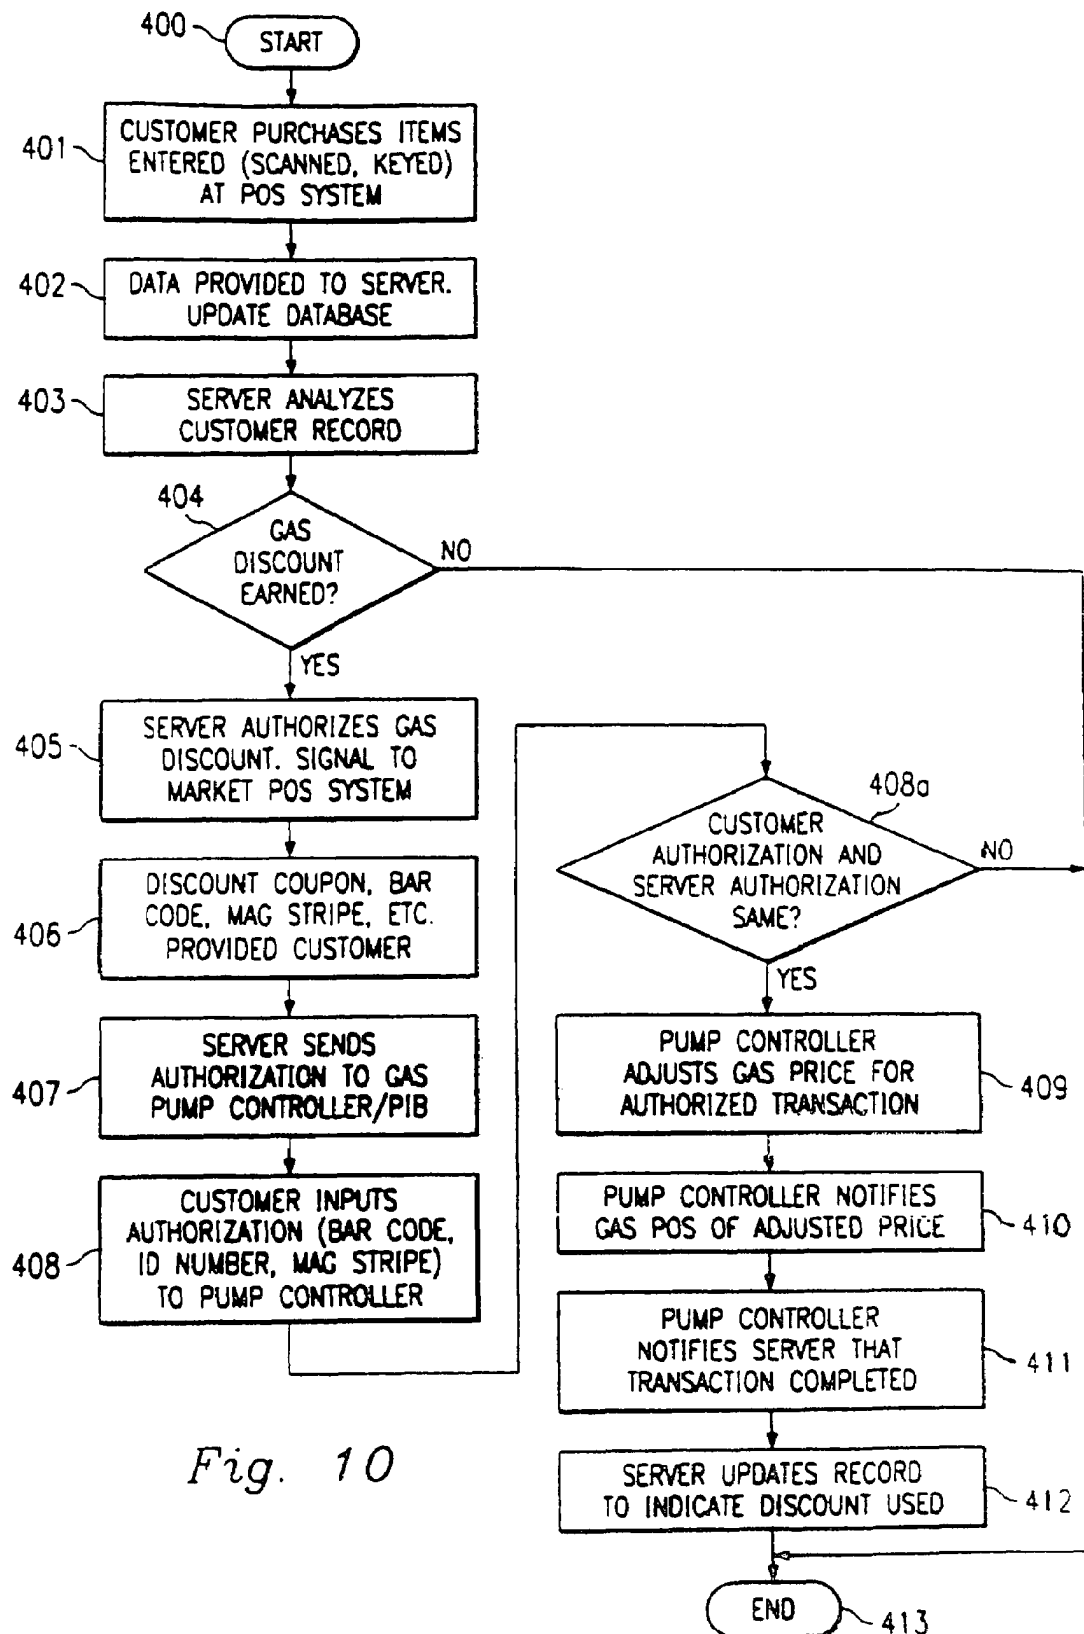 400
START
401
CUSTOMER PURCHASES ITEMS
ENTERED (SCANNED, KEYED)
AT POS SYSTEM
402
DATA PROVIDED TO SERVER.
UPDATE DATABASE
403
SERVER ANALYZES
CUSTOMER RECORD
404
GAS
DISCOUNT
EARNED?
NO
YES
405
SERVER AUTHORIZES GAS
DISCOUNT. SIGNAL TO
MARKET POS SYSTEM
406
DISCOUNT COUPON, BAR
CODE, MAG STRIPE, ETC.
PROVIDED CUSTOMER
407
SERVER SENDS
AUTHORIZATION TO GAS
PUMP CONTROLLER/PIB
408
CUSTOMER INPUTS
AUTHORIZATION (BAR CODE,
ID NUMBER, MAG STRIPE)
TO PUMP CONTROLLER
408a
CUSTOMER
AUTHORIZATION AND
SERVER AUTHORIZATION
SAME?
NO
YES
PUMP CONTROLLER
ADJUSTS GAS PRICE FOR
AUTHORIZED TRANSACTION
409
PUMP CONTROLLER NOTIFIES
GAS POS OF ADJUSTED PRICE
410
PUMP CONTROLLER
NOTIFIES SERVER THAT
TRANSACTION COMPLETED
411
SERVER UPDATES RECORD
TO INDICATE DISCOUNT USED
412
END
413
Fig. 10